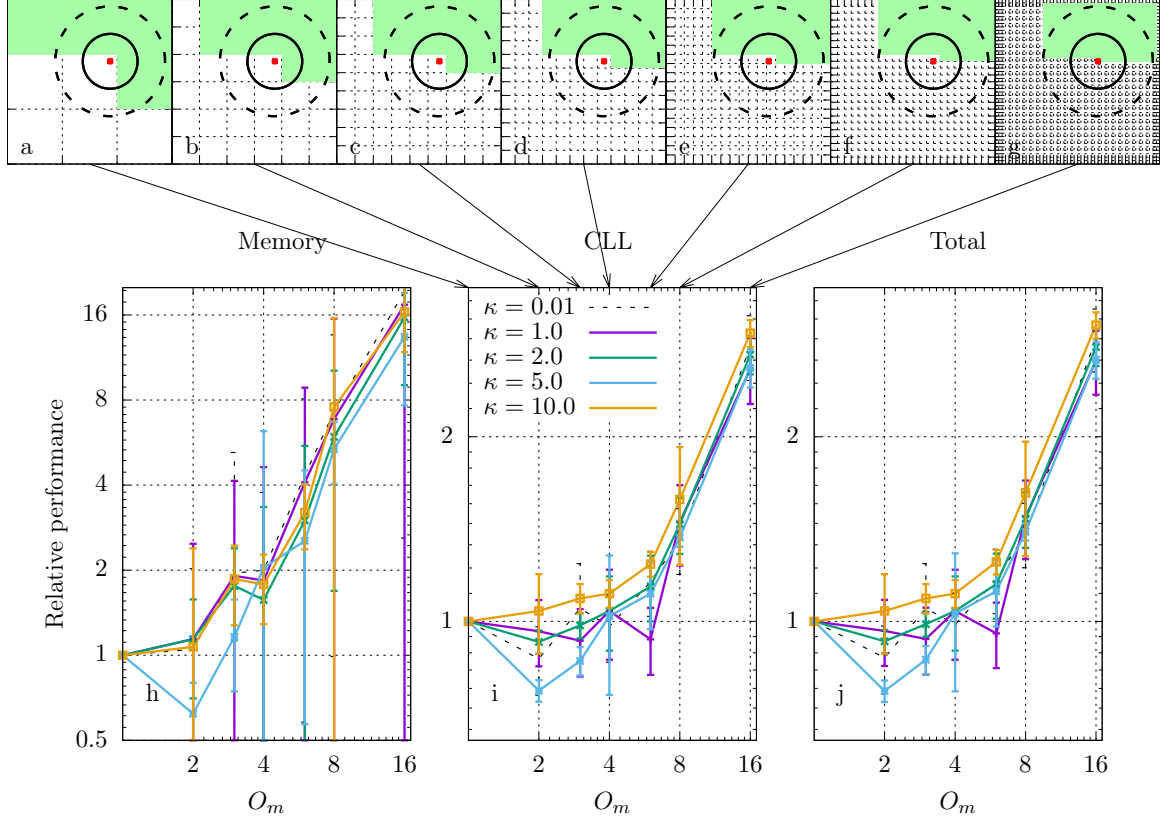 a b c d e f g
Memory CLL Total
κ = 0.01
κ = 1.0
κ = 2.0
κ = 5.0
κ = 10.0
Relative performance
16
8
4
2
1
0.5
2
1
2
1
h i j
2 4 8 16 2 4 8 16 2 4 8 16
O_m O_m O_m